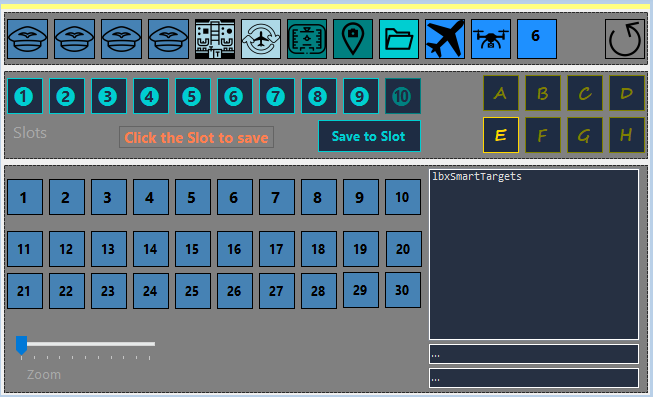 6
1 2 3 4 5 6 7 8 9 10
A B C D
Slots
Click the Slot to save
Save to Slot
E F G H
1 2 3 4 5 6 7 8 9 10
lbxSmartTargets
11 12 13 14 15 16 17 18 19 20
21 22 23 24 25 26 27 28 29 30
...
Zoom
...